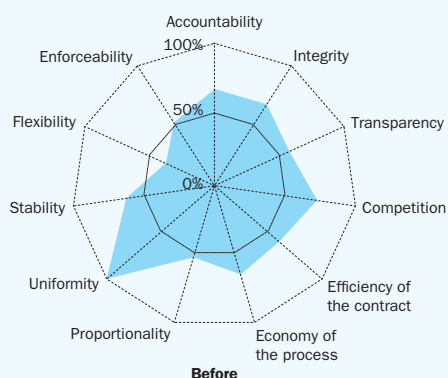 Accountability
100%
Enforceability
Integrity
50%
Flexibility
Transparency
0%
Stability
Competition
Uniformity
Efficiency of
the contract
Proportionality
Economy of
the process
Before